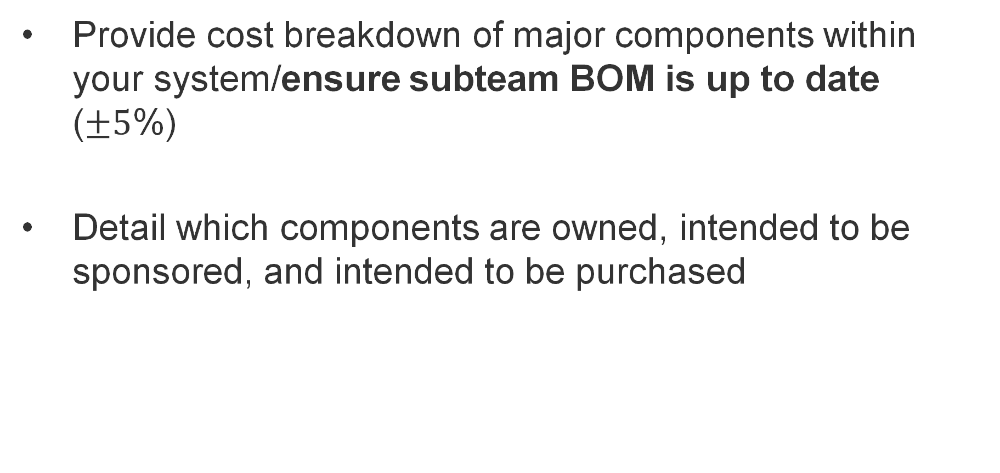 • Provide cost breakdown of major components within
your system/ensure subteam BOM is up to date
(±5%)
• Detail which components are owned, intended to be
sponsored, and intended to be purchased